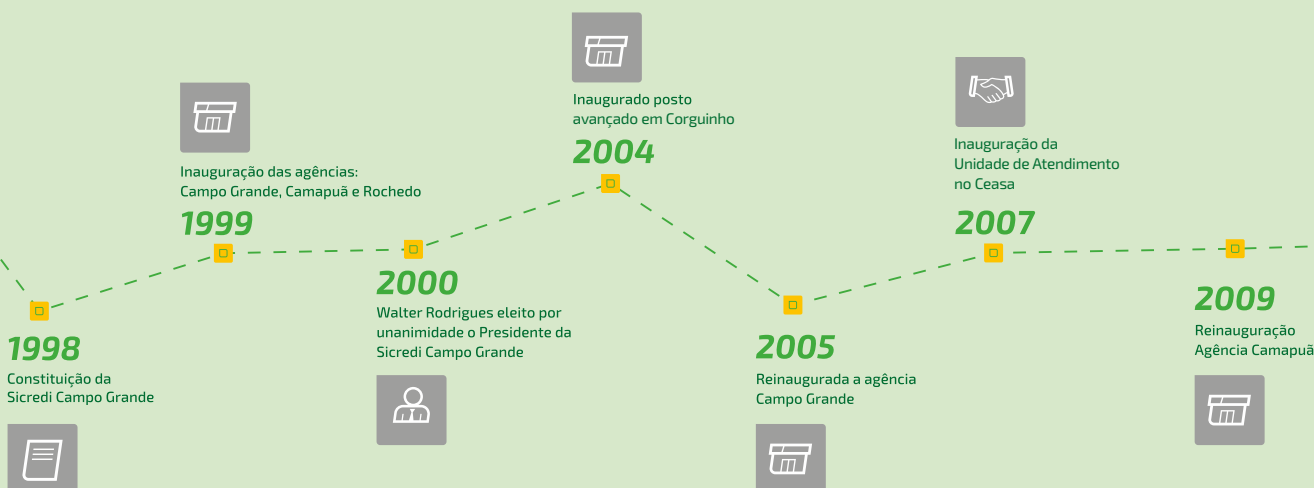 1998
Constituição da
Sicredi Campo Grande
Inauguração das agências:
Campo Grande, Camapuã e Rochedo
1999
2000
Walter Rodrigues eleito por
unanimidade o Presidente da
Sicredi Campo Grande
Inaugurado posto
avançado em Corguinho
2004
2005
Reinaugurada a agência
Campo Grande
Inauguração da
Unidade de Atendimento
no Ceasa
2007
2009
Reinauguração
Agência Camapuã